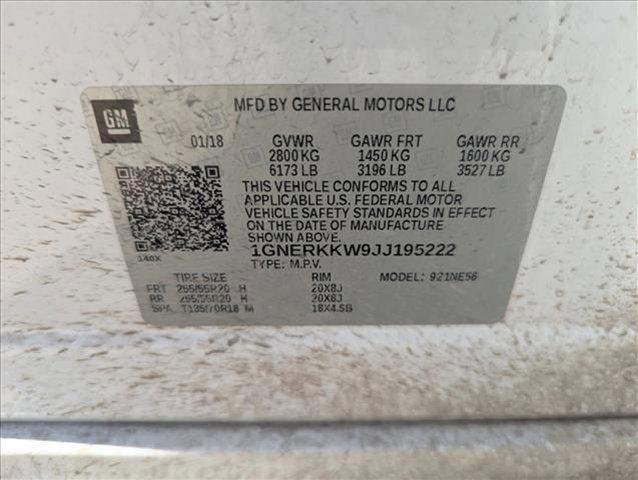 GM
MFD BY GENERAL MOTORS LLC
01/18 GVWR GAWR FRT GAWR RR
2800 KG 1450 KG 1600 KG
6173 LB 3196 LB 3527 LB
THIS VEHICLE CONFORMS TO ALL
APPLICABLE U.S. FEDERAL MOTOR
VEHICLE SAFETY STANDARDS IN EFFECT
ON THE DATE OF MANUFACTURE
SHOWN ABOVE.
140X 1GNERKKW9JJ195222
TYPE: M.P.V. MODEL: 921NE56
TIRE SIZE RIM
FRT 255/55R20 H 20X8J
RR 255/55R20 H 20X8J
SPA T135/70R18 M 18X4.5B